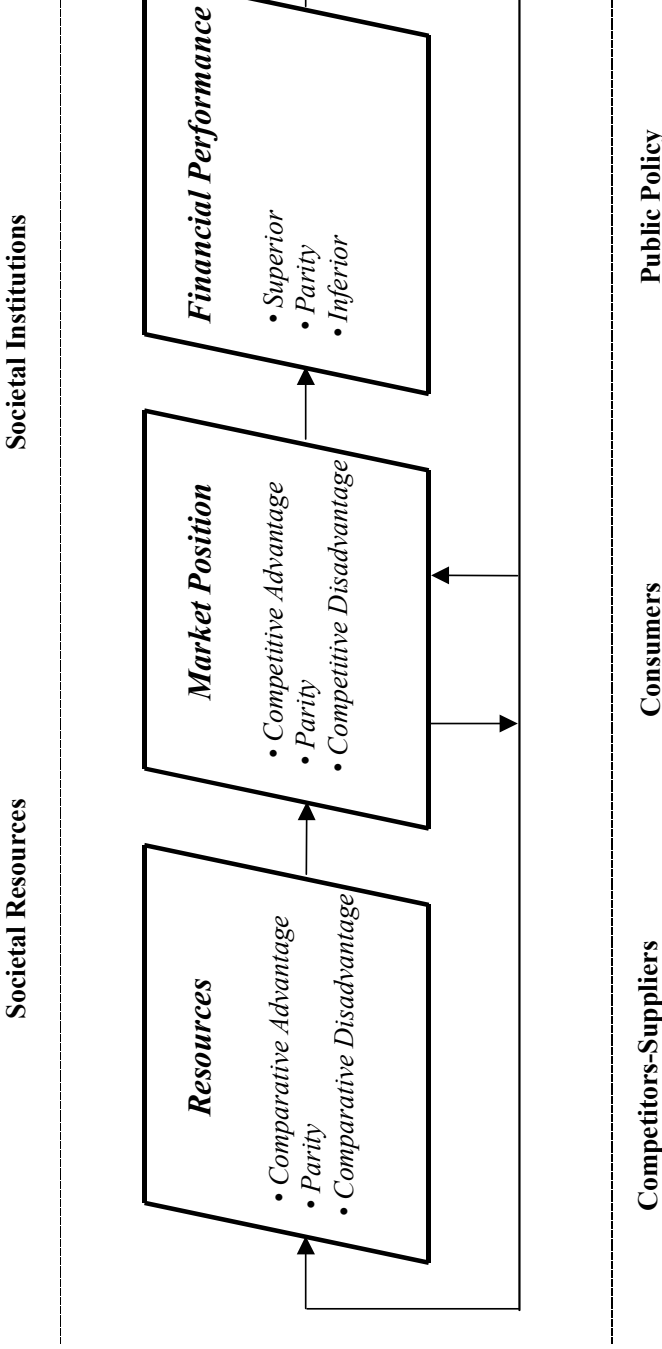 Societal Resources
Societal Institutions
Resources
• Comparative Advantage
• Parity
• Comparative Disadvantage
Market Position
• Competitive Advantage
• Parity
• Competitive Disadvantage
Financial Performance
• Superior
• Parity
• Inferior
Competitors-Suppliers
Consumers
Public Policy